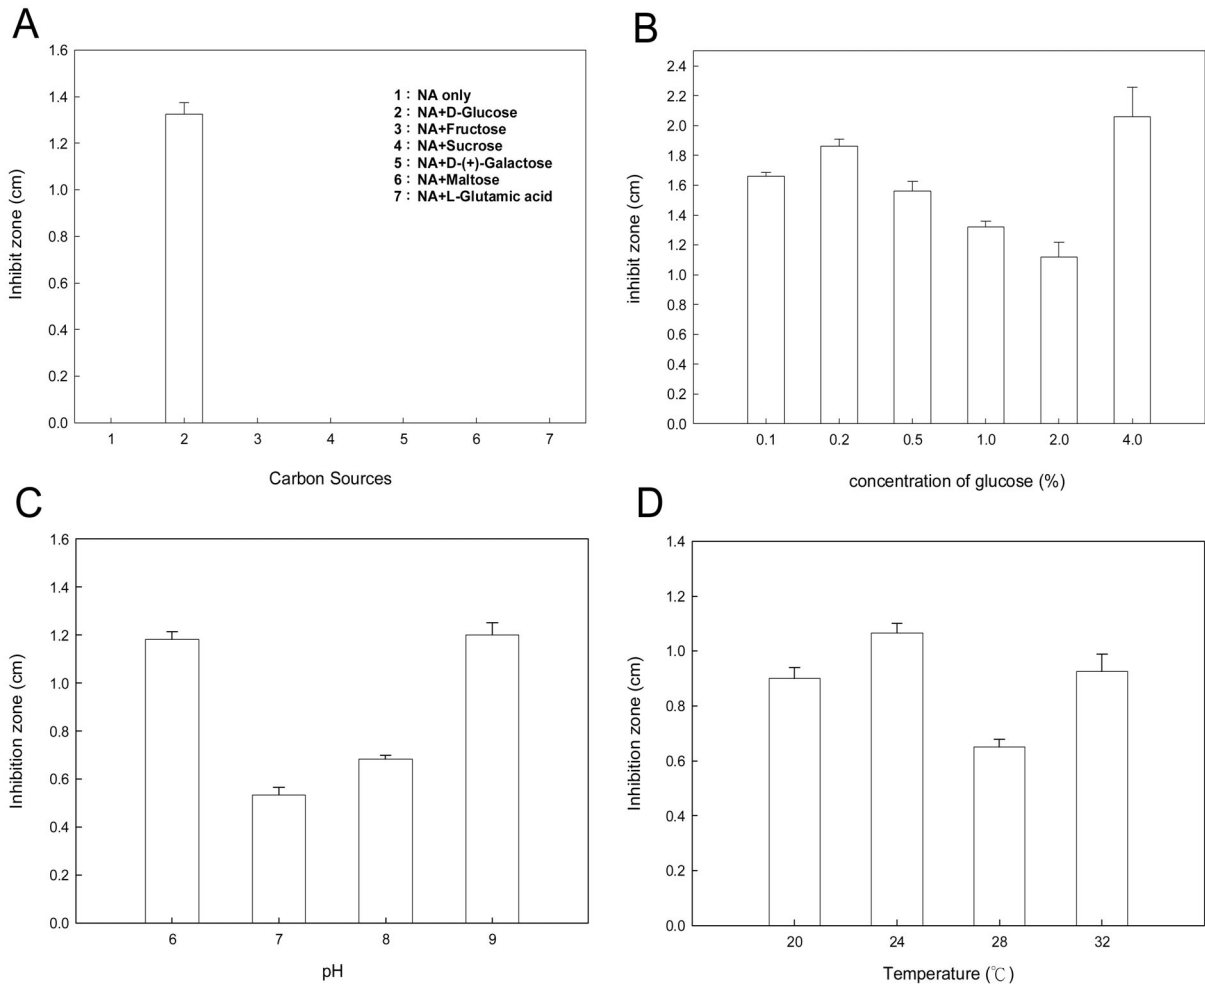 A
1.6
1.4
1.2
1.0
0.8
0.6
0.4
0.2
0.0
Inhibit zone (cm)
1 : NA only
2 : NA+D-Glucose
3 : NA+Fructose
4 : NA+Sucrose
5 : NA+D-(+)-Galactose
6 : NA+Maltose
7 : NA+L-Glutamic acid
1 2 3 4 5 6 7
Carbon Sources
B
2.4
2.2
2.0
1.8
1.6
1.4
1.2
1.0
0.8
0.6
0.4
0.2
0.0
inhibit zone (cm)
0.1 0.2 0.5 1.0 2.0 4.0
concentration of glucose (%)
C
1.6
1.4
1.2
1.0
0.8
0.6
0.4
0.2
0.0
Inhibition zone (cm)
6 7 8 9
pH
D
1.4
1.2
1.0
0.8
0.6
0.4
0.2
0.0
Inhibition zone (cm)
20 24 28 32
Temperature (℃)